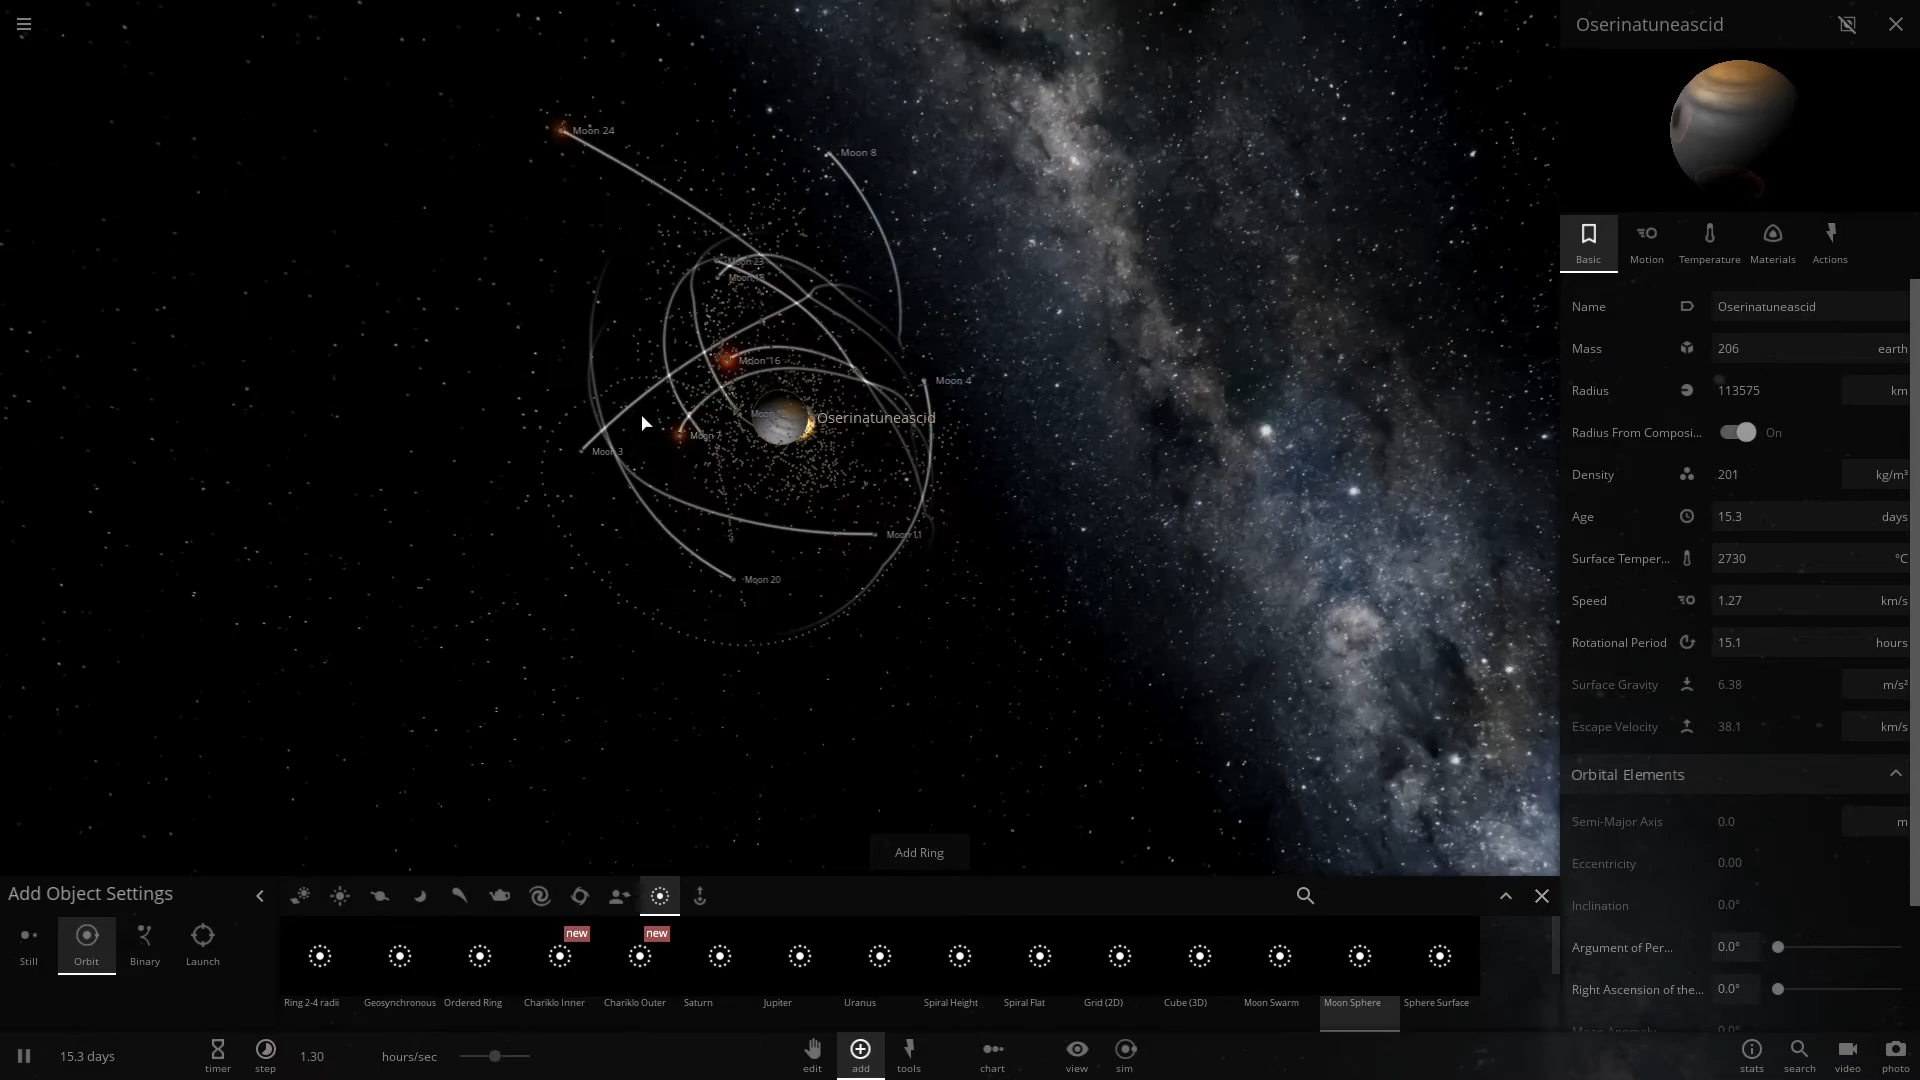 Oserinatuneascid
Moon 24
Moon 8
Moon 23
Moon 16
Moon 4
Oserinatuneascid
Moon 7
Moon 3
Moon 11
Moon 20
Basic
Motion
Temperature
Materials
Actions
Name
Oserinatuneascid
Mass
206
earth
Radius
113575
km
Radius From Composi...
On
Density
201
kg/m³
Age
15.3
days
Surface Temper...
2730
°C
Speed
1.27
km/s
Rotational Period
15.1
hours
Surface Gravity
6.38
m/s²
Escape Velocity
38.1
km/s
Orbital Elements
Semi-Major Axis
0.0
m
Eccentricity
0.00
Inclination
0.0°
Argument of Per...
0.0°
Right Ascension of the...
0.0°
Mean Anomaly
0.0°
Add Ring
Add Object Settings
Still
Orbit
Binary
Launch
new
new
Ring 2-4 radii
Geosynchronous
Ordered Ring
Chariklo Inner
Chariklo Outer
Saturn
Jupiter
Uranus
Spiral Height
Spiral Flat
Grid (2D)
Cube (3D)
Moon Swarm
Moon Sphere
Sphere Surface
15.3 days
timer
step
1.30
hours/sec
edit
add
tools
chart
view
sim
stats
search
video
photo